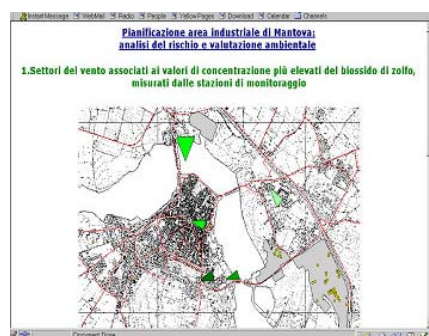 Instant Message WebMail Radio People Yellow Pages Download Calendar Channels
Pianificazione area industriale di Mantova:
analisi del rischio e valutazione ambientale
1.Settori del vento associati ai valori di concentrazione più elevati del biossido di zolfo,
misurati dalle stazioni di monitoraggio
Document Done